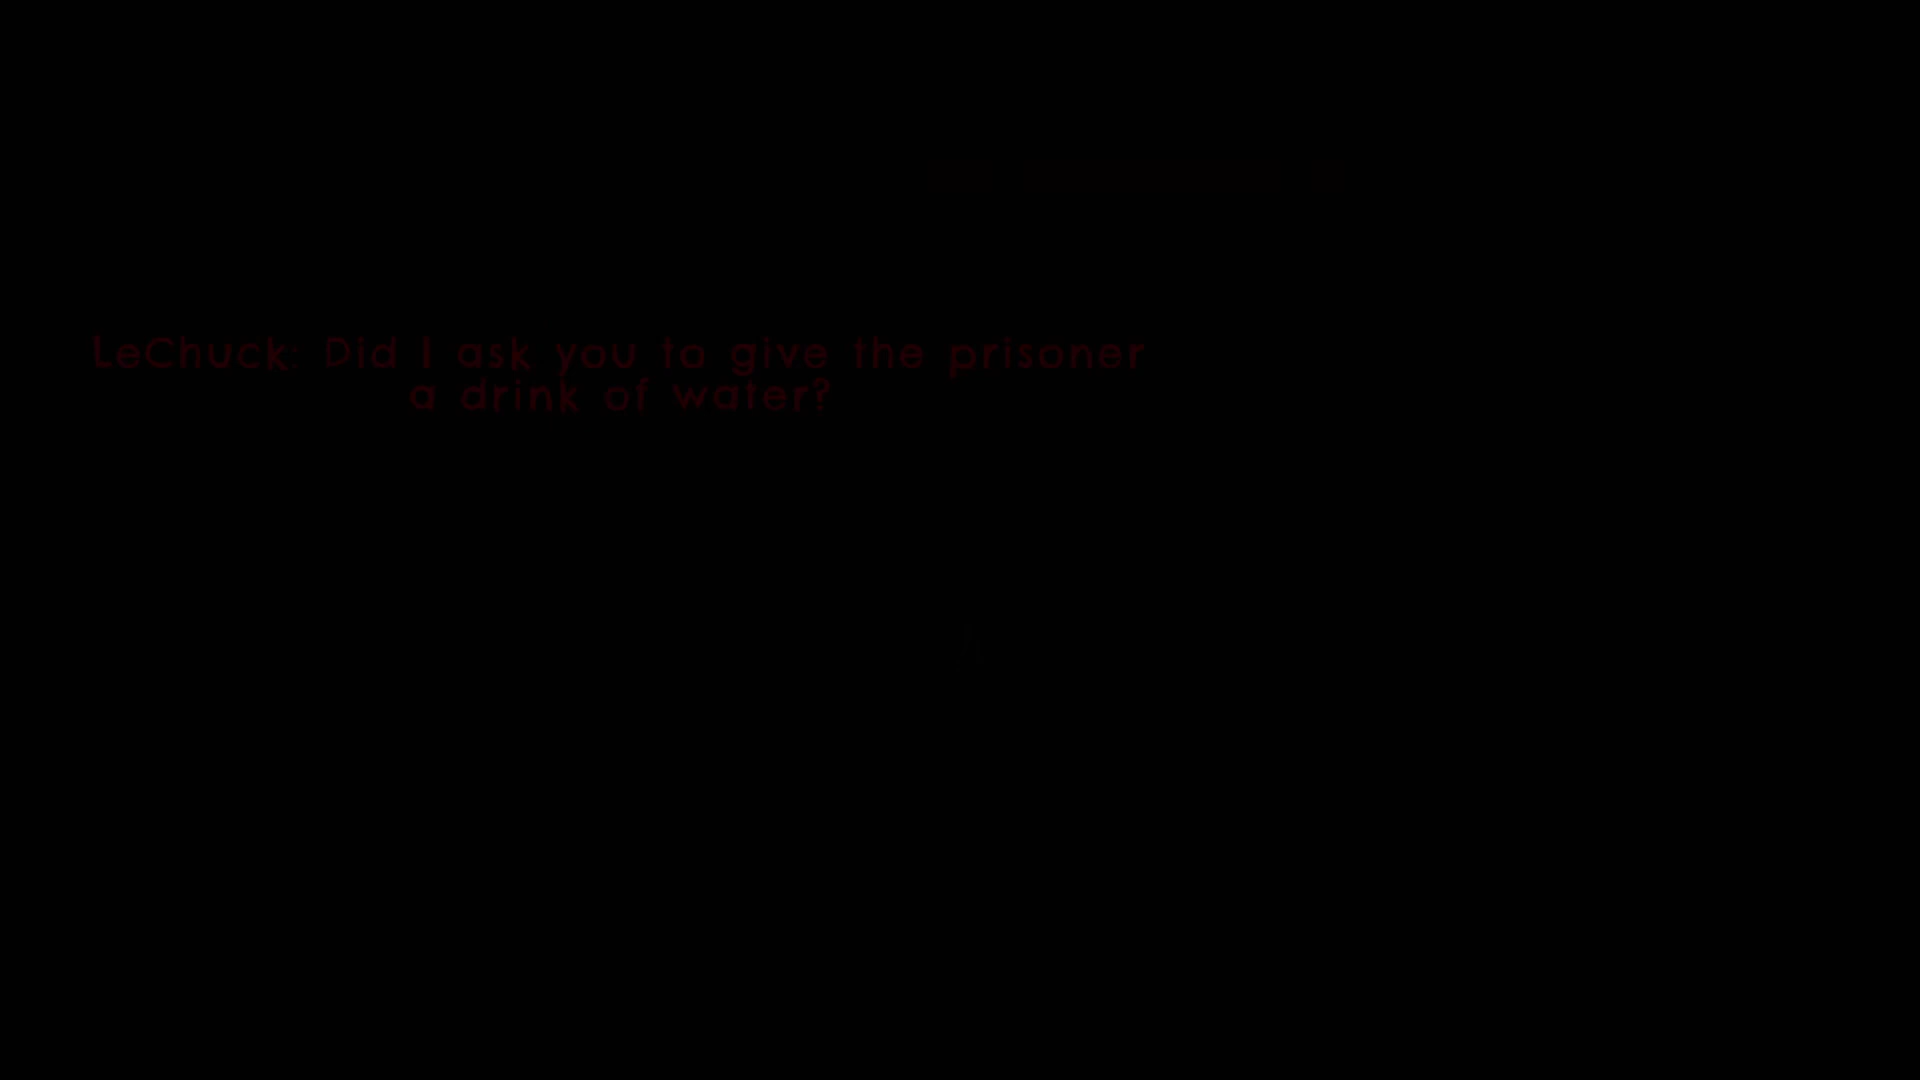 LeChuck: Did I ask you to give the prisoner
a drink of water?